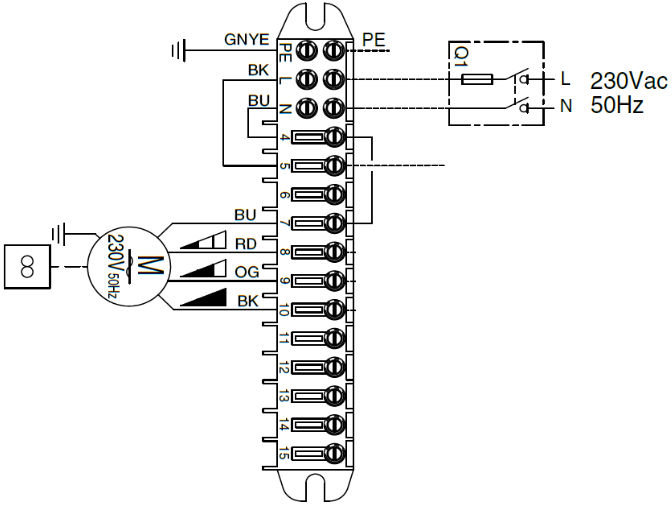 GNYE PE PE
Q1
BK L L 230Vac
BU N N 50Hz
4
5
6
BU 7
RD 8
OG 9
BK 10
M
230V 50Hz
8
11
12
13
14
15